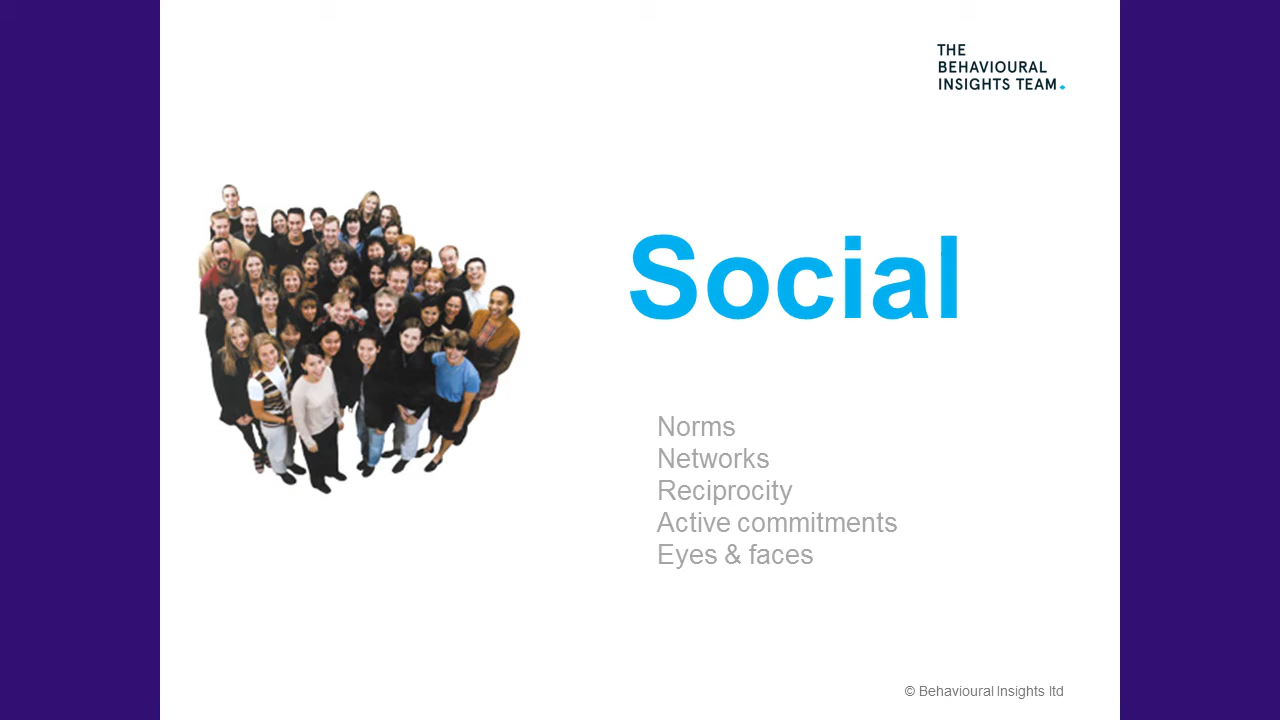 THE
BEHAVIOURAL
INSIGHTS TEAM.
Social
Norms
Networks
Reciprocity
Active commitments
Eyes & faces
© Behavioural Insights ltd